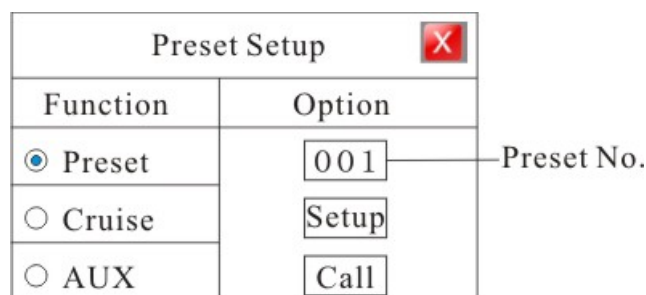 Preset Setup X
Function Option
Preset 001 Preset No.
Cruise Setup
AUX Call